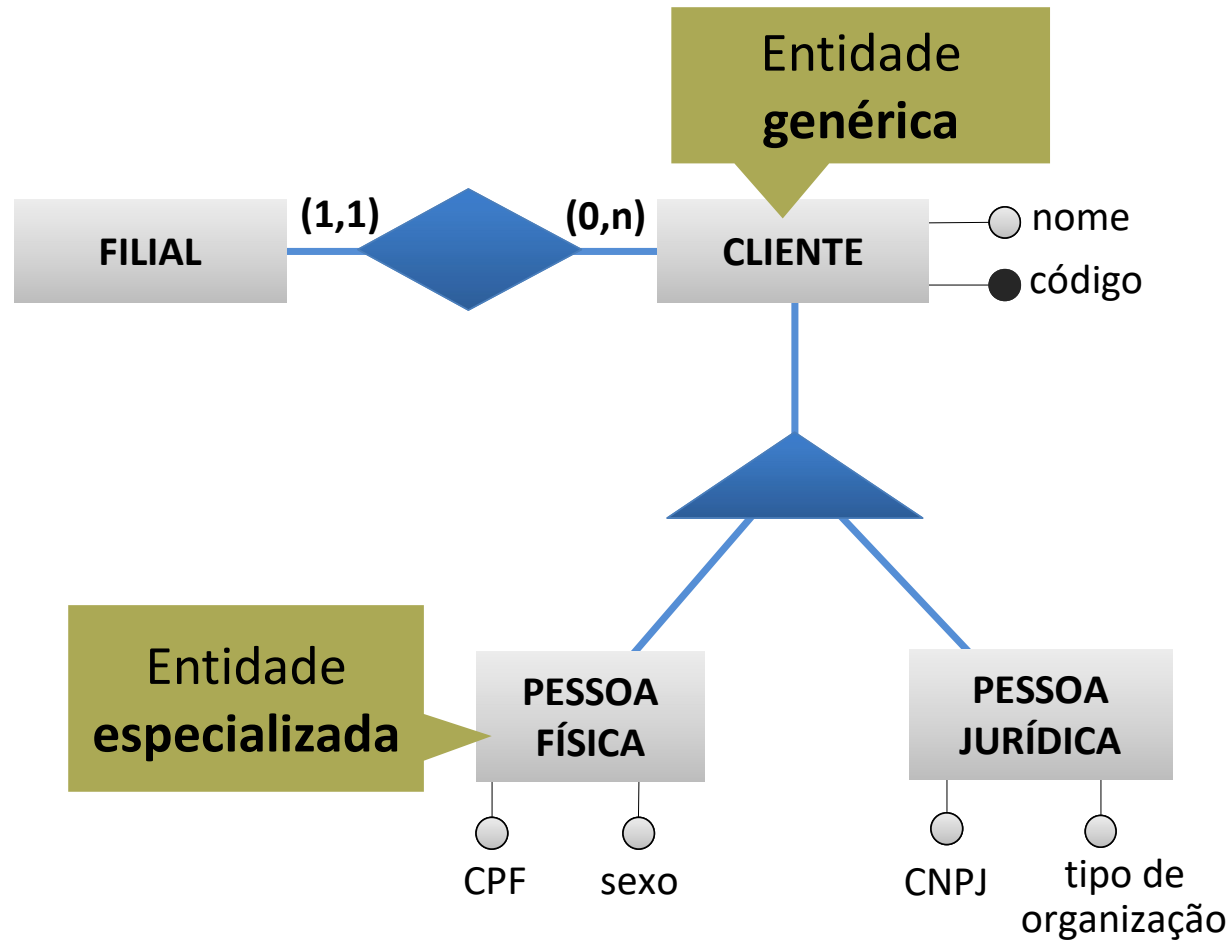 Entidade
genérica
FILIAL
(1,1)
(0,n)
CLIENTE
nome
código
Entidade
especializada
PESSOA
FÍSICA
PESSOA
JURÍDICA
CPF
sexo
CNPJ
tipo de
organização